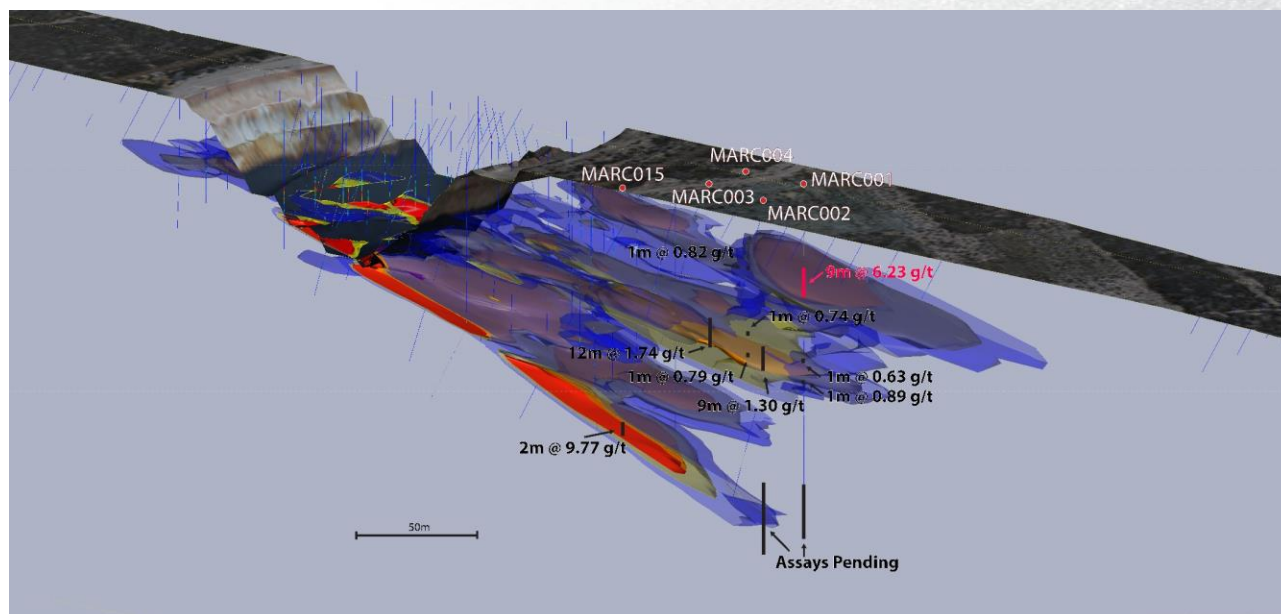 MARC004
MARC015
MARC001
MARC003
MARC002
1m @ 0.82 g/t
9m @ 6.23 g/t
1m @ 0.74 g/t
12m @ 1.74 g/t
1m @ 0.79 g/t
1m @ 0.63 g/t
9m @ 1.30 g/t
1m @ 0.89 g/t
2m @ 9.77 g/t
50m
Assays Pending